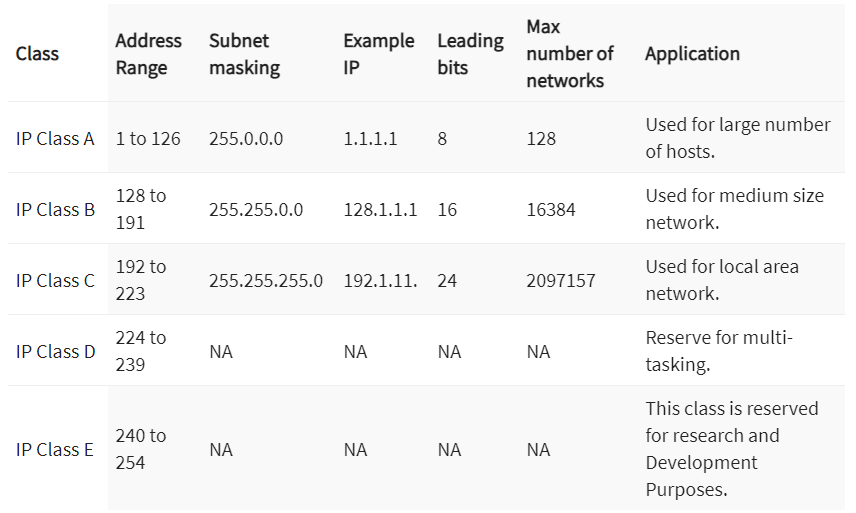 Class Address Range Subnet masking Example IP Leading bits Max number of networks Application
IP Class A 1 to 126 255.0.0.0 1.1.1.1 8 128 Used for large number of hosts.
IP Class B 128 to 191 255.255.0.0 128.1.1.1 16 16384 Used for medium size network.
IP Class C 192 to 223 255.255.255.0 192.1.11. 24 2097157 Used for local area network.
IP Class D 224 to 239 NA NA NA NA Reserve for multi-tasking.
IP Class E 240 to 254 NA NA NA NA This class is reserved for research and Development Purposes.